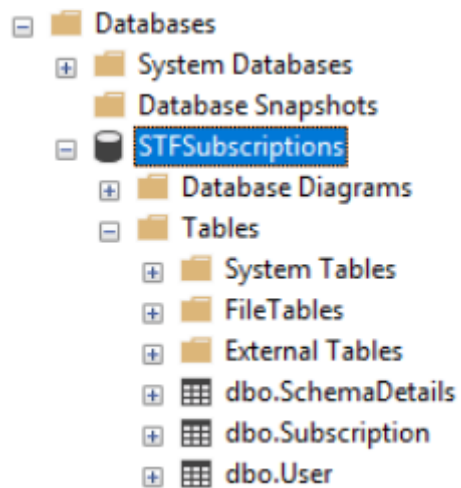 Databases
System Databases
Database Snapshots
STFSubscriptions
Database Diagrams
Tables
System Tables
FileTables
External Tables
dbo.SchemaDetails
dbo.Subscription
dbo.User